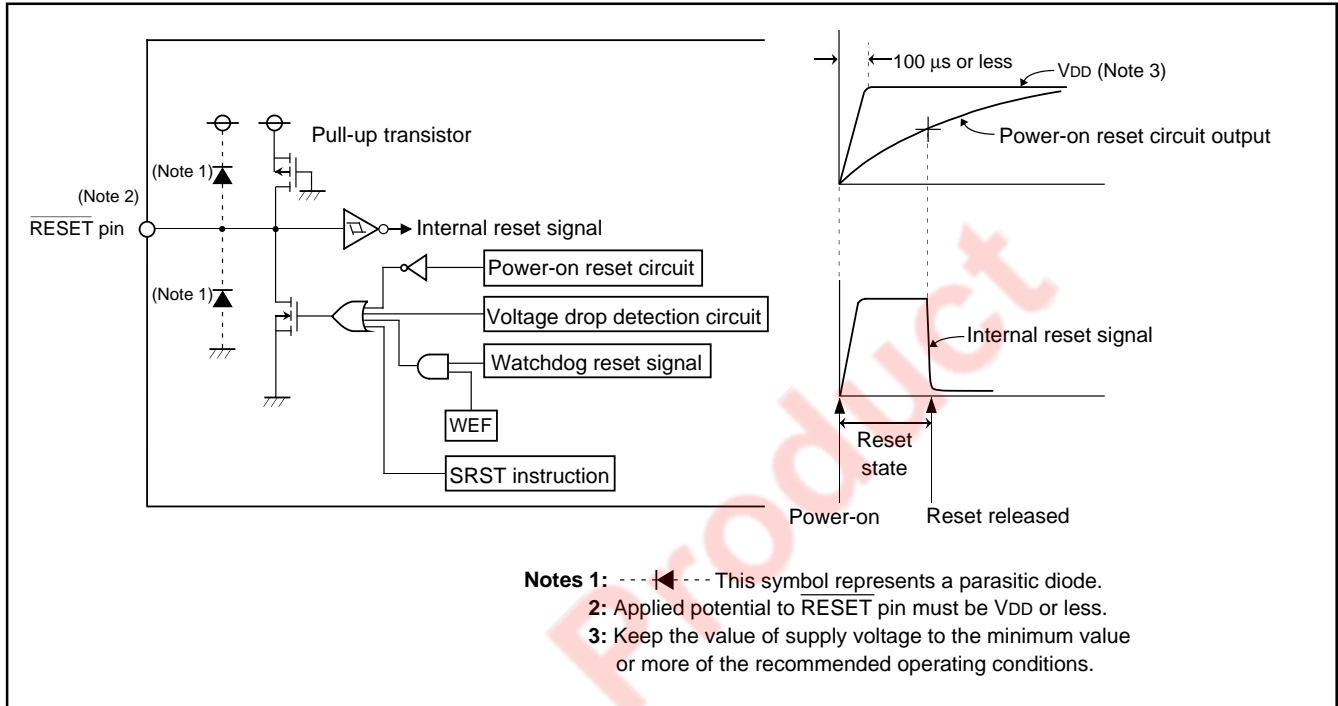 Pull-up transistor
(Note 1)
(Note 2)
RESET pin
Internal reset signal
Power-on reset circuit
(Note 1)
Voltage drop detection circuit
Watchdog reset signal
WEF
SRST instruction
100 μs or less
VDD (Note 3)
Power-on reset circuit output
Internal reset signal
Reset
state
Power-on
Reset released
Notes 1: This symbol represents a parasitic diode.
2: Applied potential to RESET pin must be VDD or less.
3: Keep the value of supply voltage to the minimum value
or more of the recommended operating conditions.
Product